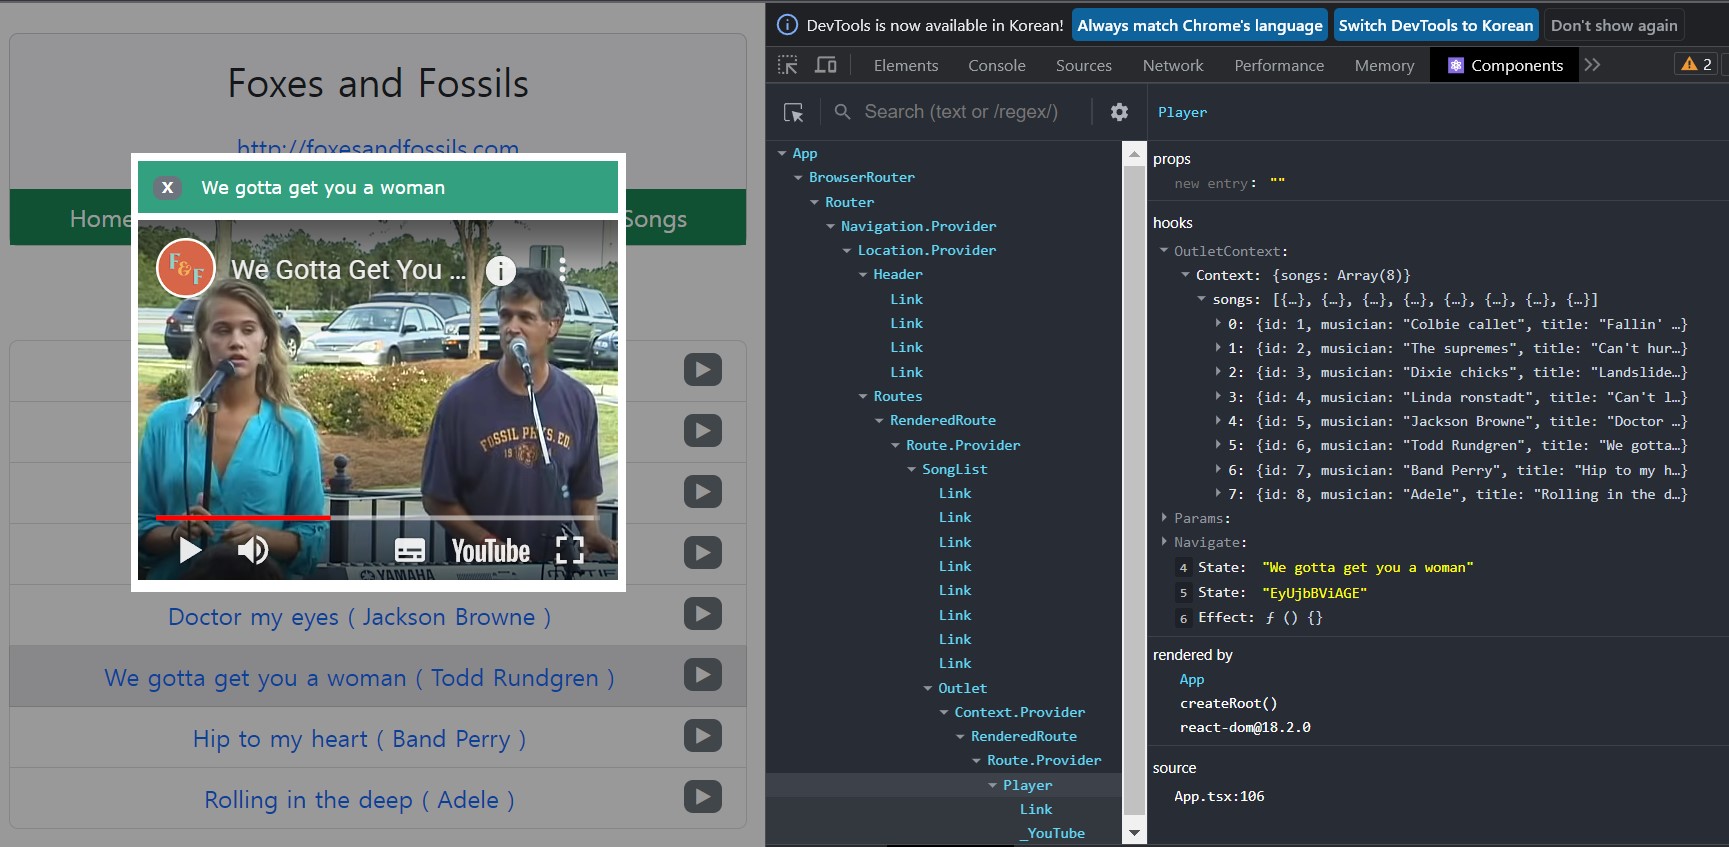 Foxes and Fossils
http://foxesandfossils.com
Home
Songs
X We gotta get you a woman
F&F We Gotta Get You ...
FOSSIL PHYS. ED.
YAMAHA
YouTube
Doctor my eyes ( Jackson Browne )
We gotta get you a woman ( Todd Rundgren )
Hip to my heart ( Band Perry )
Rolling in the deep ( Adele )
DevTools is now available in Korean! Always match Chrome's language Switch DevTools to Korean Don't show again
Elements Console Sources Network Performance Memory Components 2
Search (text or /regex/)
App
BrowserRouter
Router
Navigation.Provider
Location.Provider
Header
Link
Link
Link
Link
Routes
RenderedRoute
Route.Provider
SongList
Link
Link
Link
Link
Link
Link
Link
Link
Outlet
Context.Provider
RenderedRoute
Route.Provider
Player
Link
_YouTube
Player
props
new entry: ""
hooks
OutletContext:
Context: {songs: Array(8)}
songs: [{…}, {…}, {…}, {…}, {…}, {…}, {…}, {…}]
0: {id: 1, musician: "Colbie callet", title: "Fallin' …}
1: {id: 2, musician: "The supremes", title: "Can't hur…}
2: {id: 3, musician: "Dixie chicks", title: "Landslide…}
3: {id: 4, musician: "Linda ronstadt", title: "Can't l…}
4: {id: 5, musician: "Jackson Browne", title: "Doctor …}
5: {id: 6, musician: "Todd Rundgren", title: "We gotta…}
6: {id: 7, musician: "Band Perry", title: "Hip to my h…}
7: {id: 8, musician: "Adele", title: "Rolling in the d…}
Params:
Navigate:
4 State: "We gotta get you a woman"
5 State: "EyUjbBViAGE"
6 Effect: ƒ () {}
rendered by
App
createRoot()
react-dom@18.2.0
source
App.tsx:106